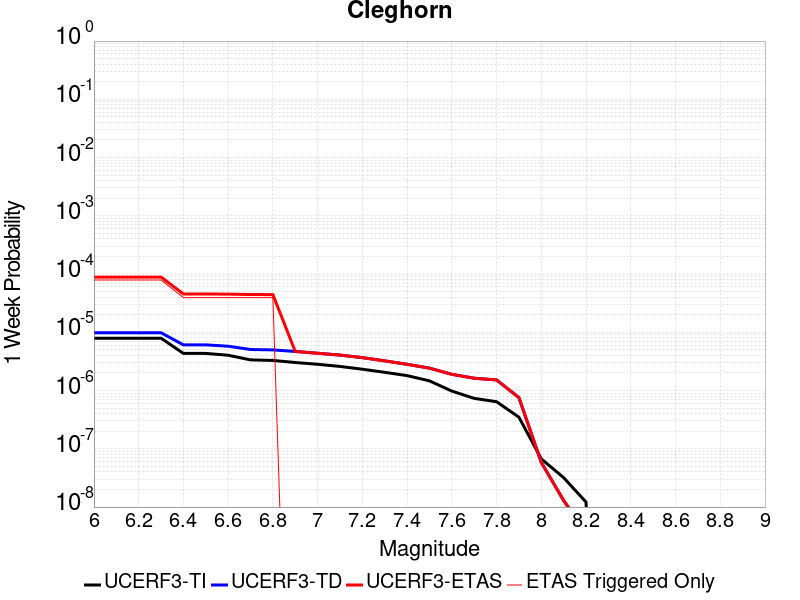 Cleghorn
10^0
10^-1
10^-2
10^-3
10^-4
10^-5
10^-6
10^-7
10^-8
1 Week Probability
6 6.2 6.4 6.6 6.8 7 7.2 7.4 7.6 7.8 8 8.2 8.4 8.6 8.8 9
Magnitude
UCERF3-TI UCERF3-TD UCERF3-ETAS ETAS Triggered Only